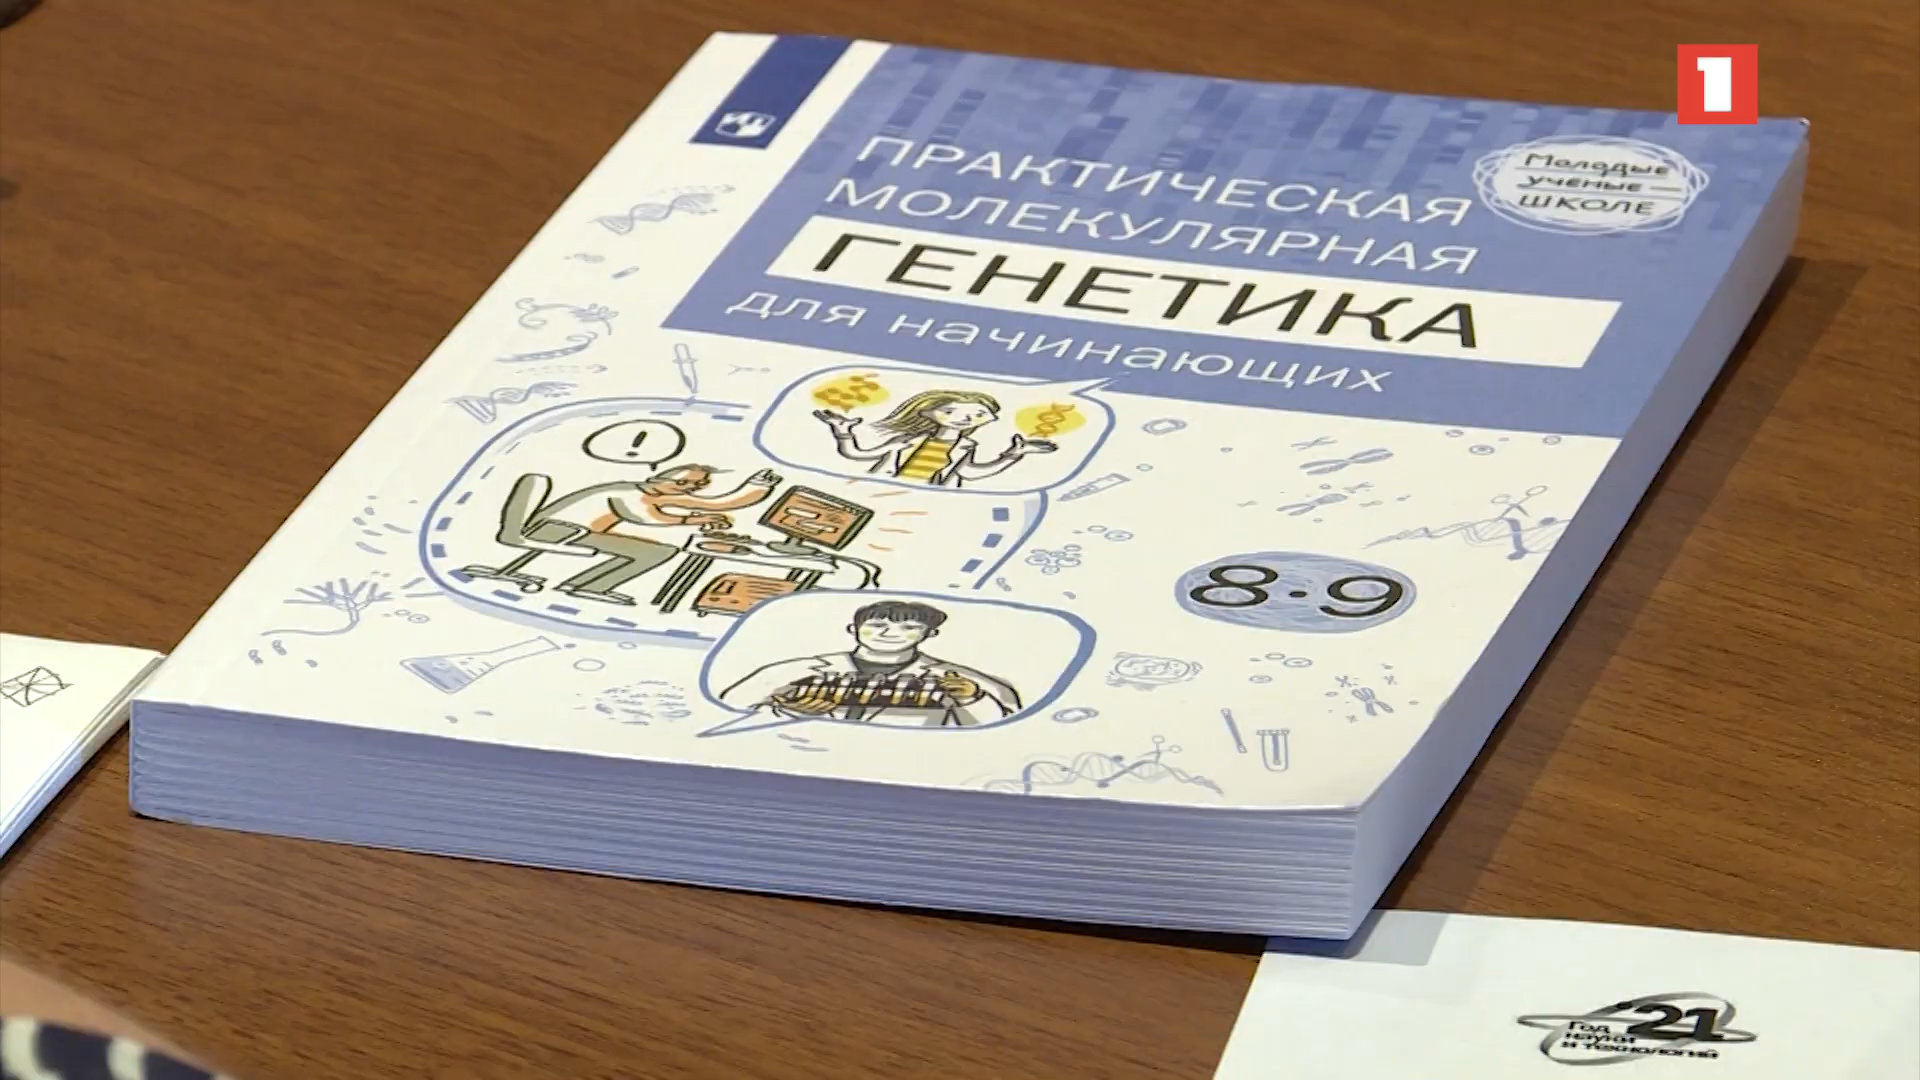 1
Молодые
учёные —
ШКОЛЕ
ПРАКТИЧЕСКАЯ
МОЛЕКУЛЯРНАЯ
ГЕНЕТИКА
для начинающих
!
8·9
'21
Год
науки
и технологий